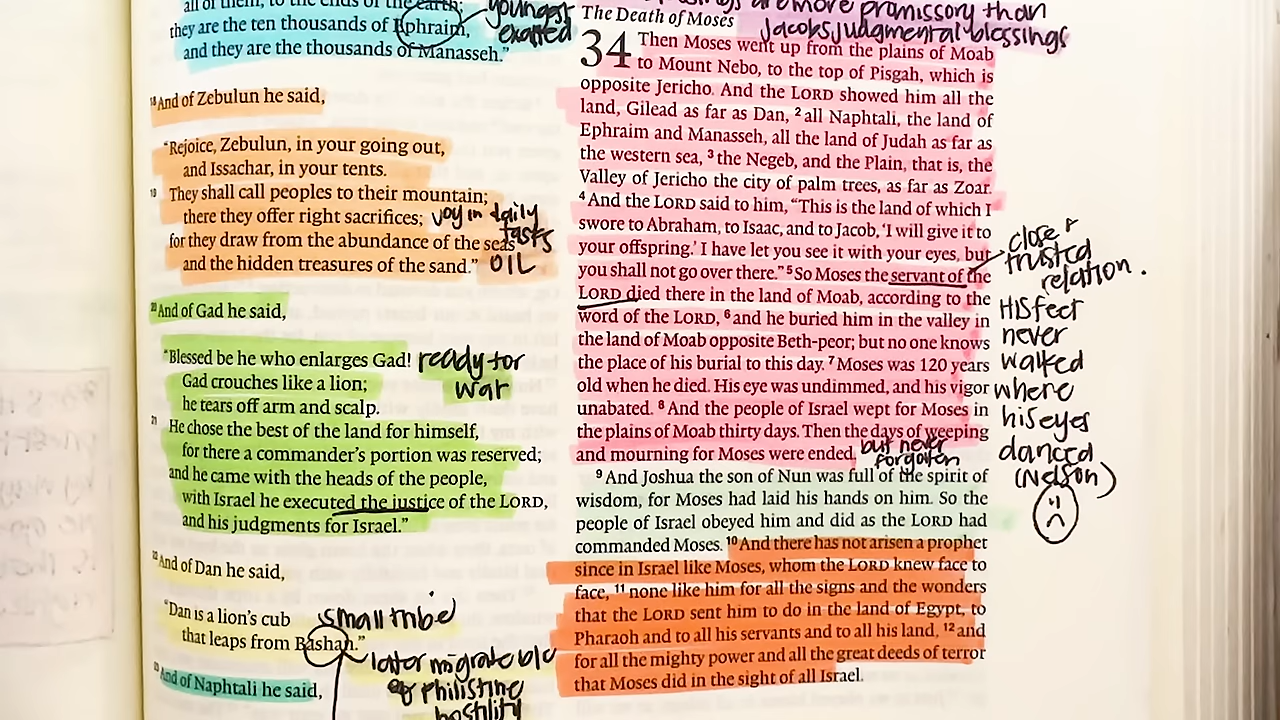 all of them, to the ends of the earth;
they are the ten thousands of Ephraim,
and they are the thousands of Manasseh."
youngest
exalted
18 And of Zebulun he said,
"Rejoice, Zebulun, in your going out,
and Issachar, in your tents.
19 They shall call peoples to their mountain;
there they offer right sacrifices;
for they draw from the abundance of the seas
and the hidden treasures of the sand."
joy in daily
tasks
OIL
20 And of Gad he said,
"Blessed be he who enlarges Gad!
Gad crouches like a lion;
he tears off arm and scalp.
ready for
war
21 He chose the best of the land for himself,
for there a commander's portion was reserved;
and he came with the heads of the people,
with Israel he executed the justice of the LORD,
and his judgments for Israel."
22 And of Dan he said,
"Dan is a lion's cub
that leaps from Bashan."
small tribe
later migrate b/c
of Philistine
hostility
23 And of Naphtali he said,
are more promissory than
Jacobs judgmental blessings
The Death of Moses
34 Then Moses went up from the plains of Moab
to Mount Nebo, to the top of Pisgah, which is
opposite Jericho. And the LORD showed him all the
land, Gilead as far as Dan, 2 all Naphtali, the land of
Ephraim and Manasseh, all the land of Judah as far as
the western sea, 3 the Negeb, and the Plain, that is, the
Valley of Jericho the city of palm trees, as far as Zoar.
4 And the LORD said to him, "This is the land of which I
swore to Abraham, to Isaac, and to Jacob, 'I will give it to
your offspring.' I have let you see it with your eyes, but
you shall not go over there." 5 So Moses the servant of the
LORD died there in the land of Moab, according to the
word of the LORD, 6 and he buried him in the valley in
the land of Moab opposite Beth-peor; but no one knows
the place of his burial to this day. 7 Moses was 120 years
old when he died. His eye was undimmed, and his vigor
unabated. 8 And the people of Israel wept for Moses in
the plains of Moab thirty days. Then the days of weeping
and mourning for Moses were ended.
but never
forgotten
9 And Joshua the son of Nun was full of the spirit of
wisdom, for Moses had laid his hands on him. So the
people of Israel obeyed him and did as the LORD had
commanded Moses. 10 And there has not arisen a prophet
since in Israel like Moses, whom the LORD knew face to
face, 11 none like him for all the signs and the wonders
that the LORD sent him to do in the land of Egypt, to
Pharaoh and to all his servants and to all his land, 12 and
for all the mighty power and all the great deeds of terror
that Moses did in the sight of all Israel.
close &
trusted
relation.
His feet
never
walked
where
his eyes
danced
(Nelson)